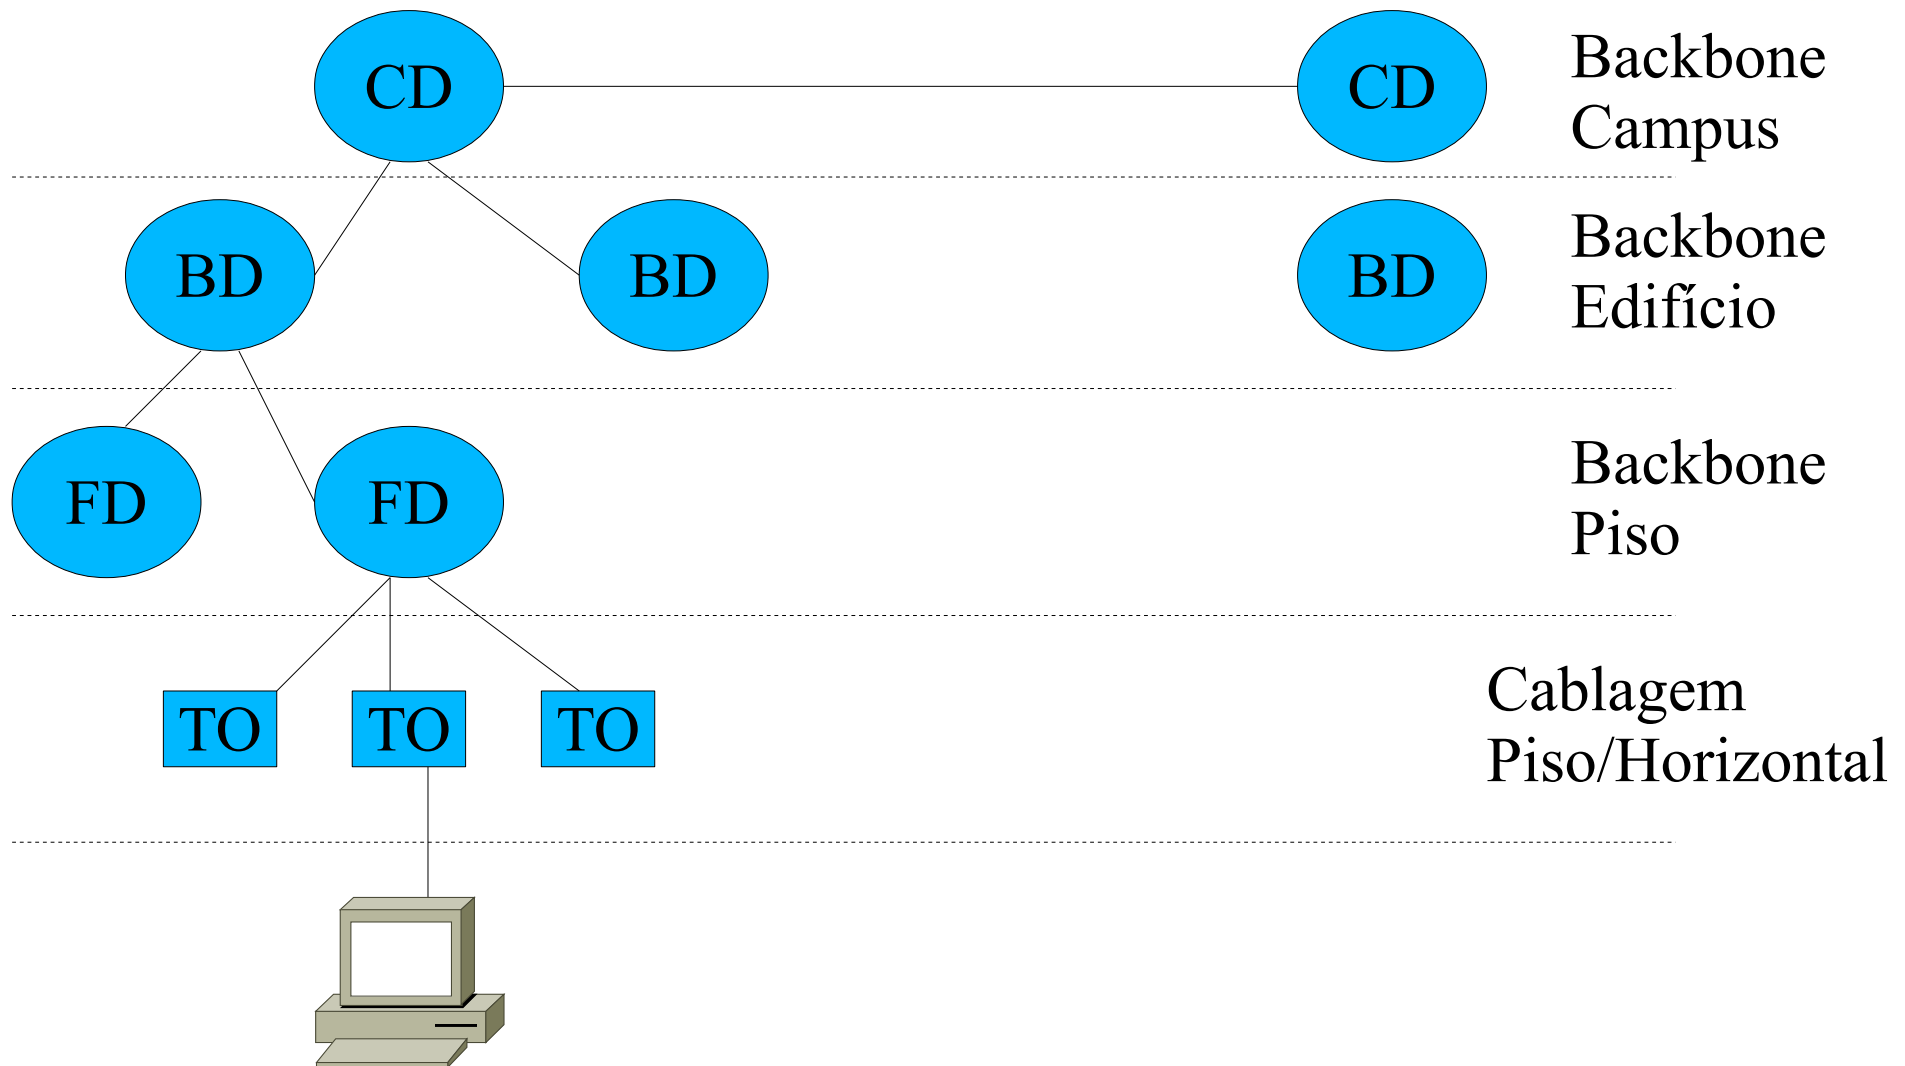 CD
CD
Backbone
Campus
BD
BD
BD
Backbone
Edifício
FD
FD
Backbone
Piso
TO
TO
TO
Cablagem
Piso/Horizontal